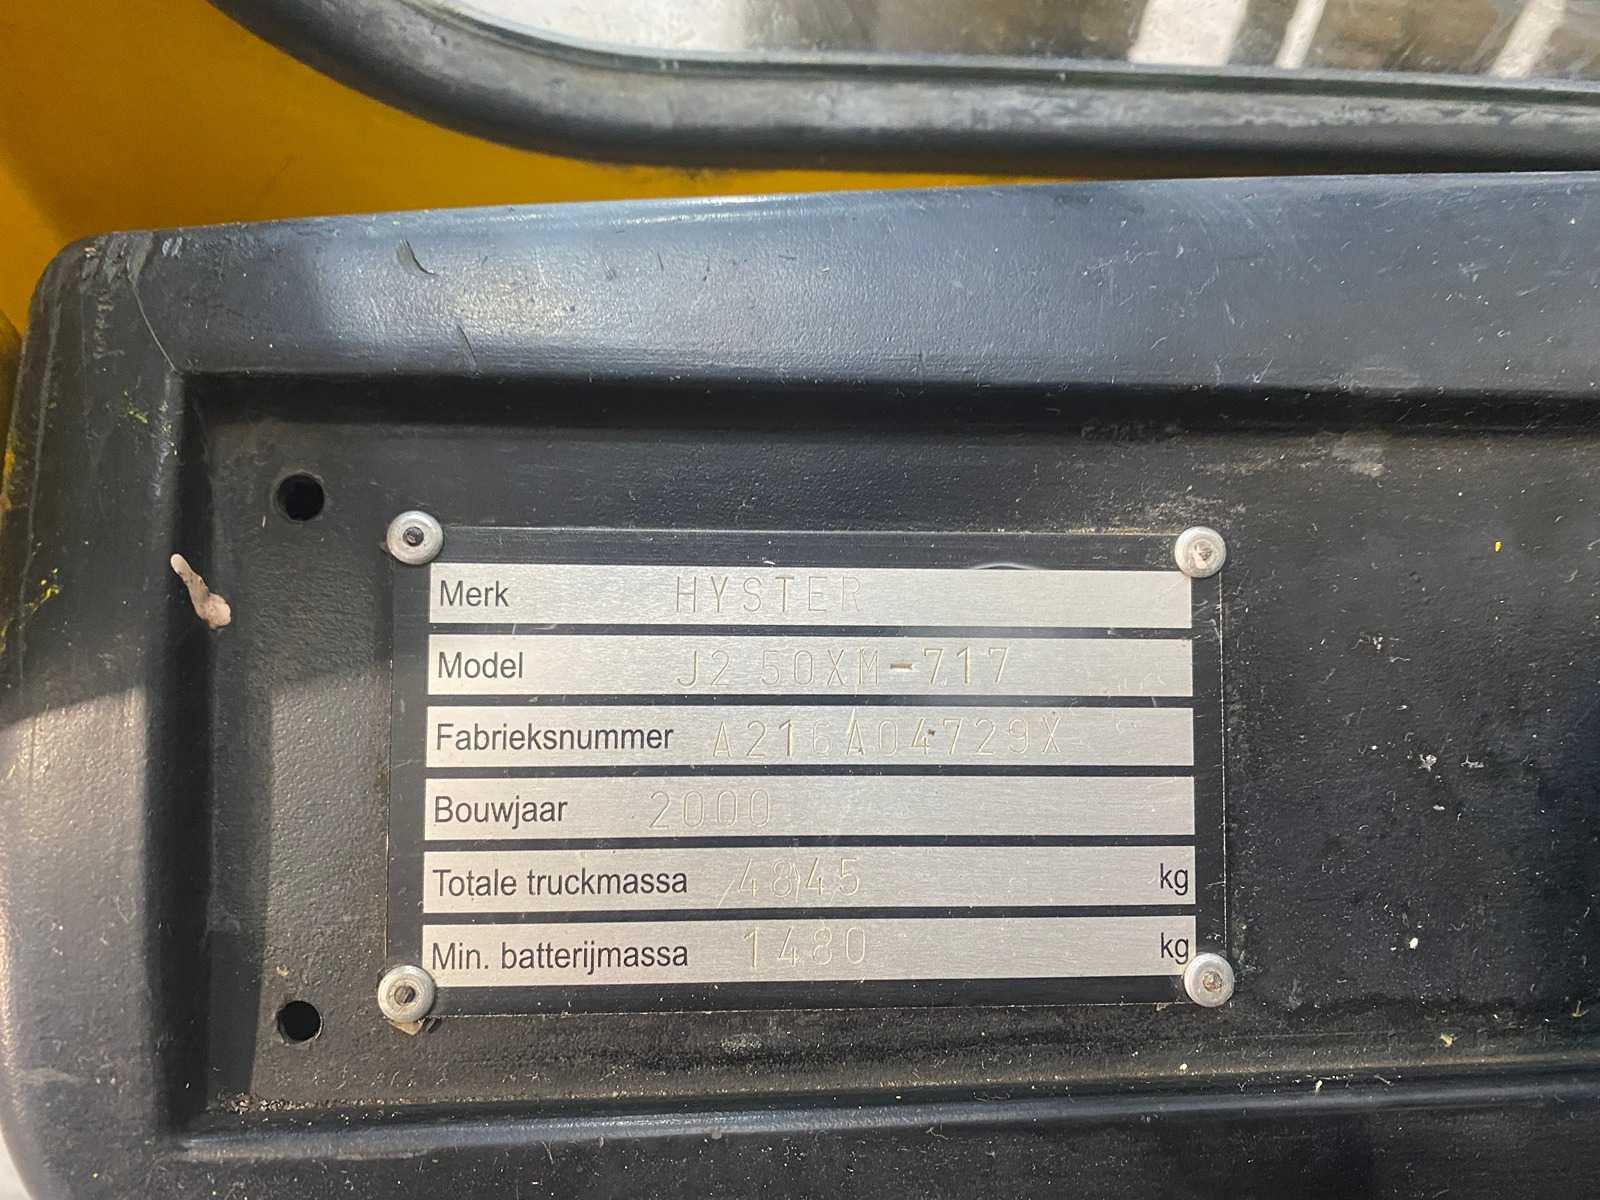 Merk HYSTER
Model J2 50XM-717
Fabrieksnummer A216A04729X
Bouwjaar 2000
Totale truckmassa 4845 kg
Min. batterijmassa 1480 kg